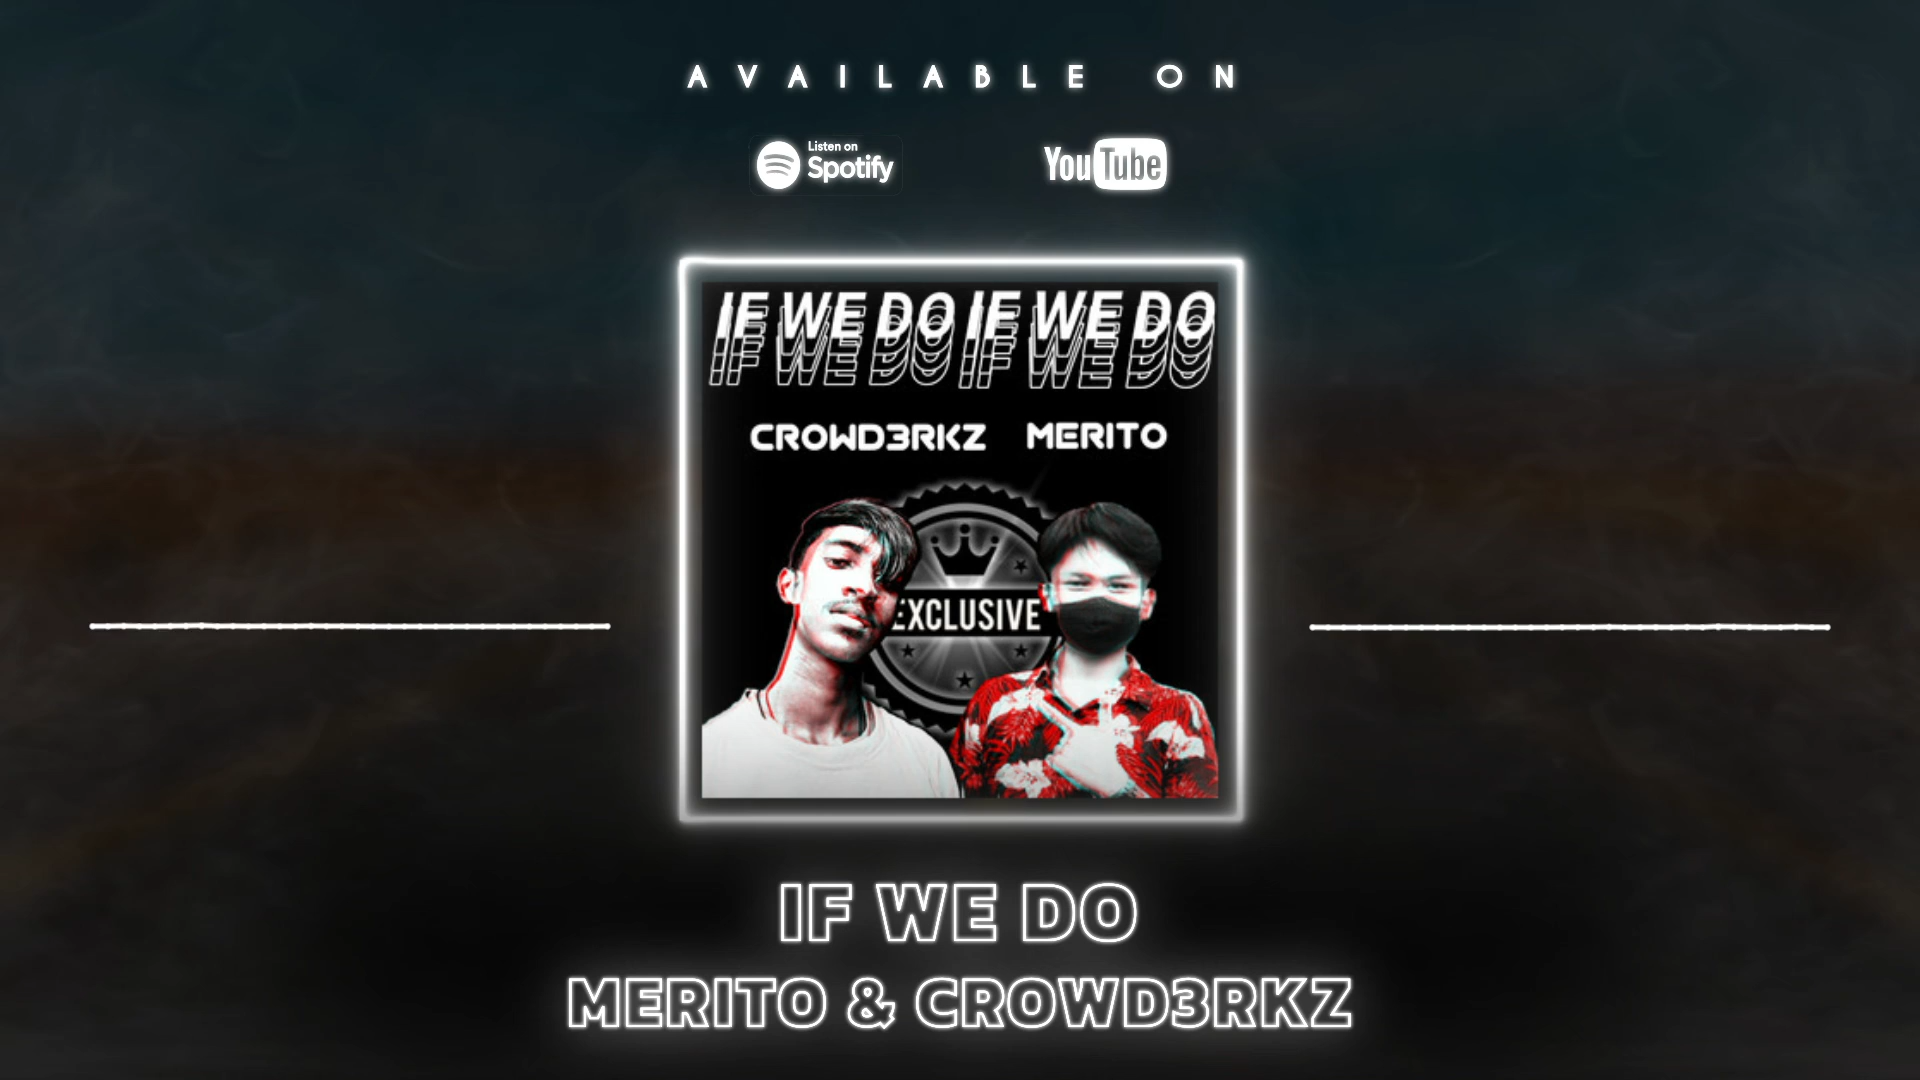 AVAILABLE ON
Listen on
Spotify
YouTube
IF WE DO IF WE DO
IF WE DO IF WE DO
CROWD3RKZ MERITO
EXCLUSIVE
IF WE DO
MERITO & CROWD3RKZ